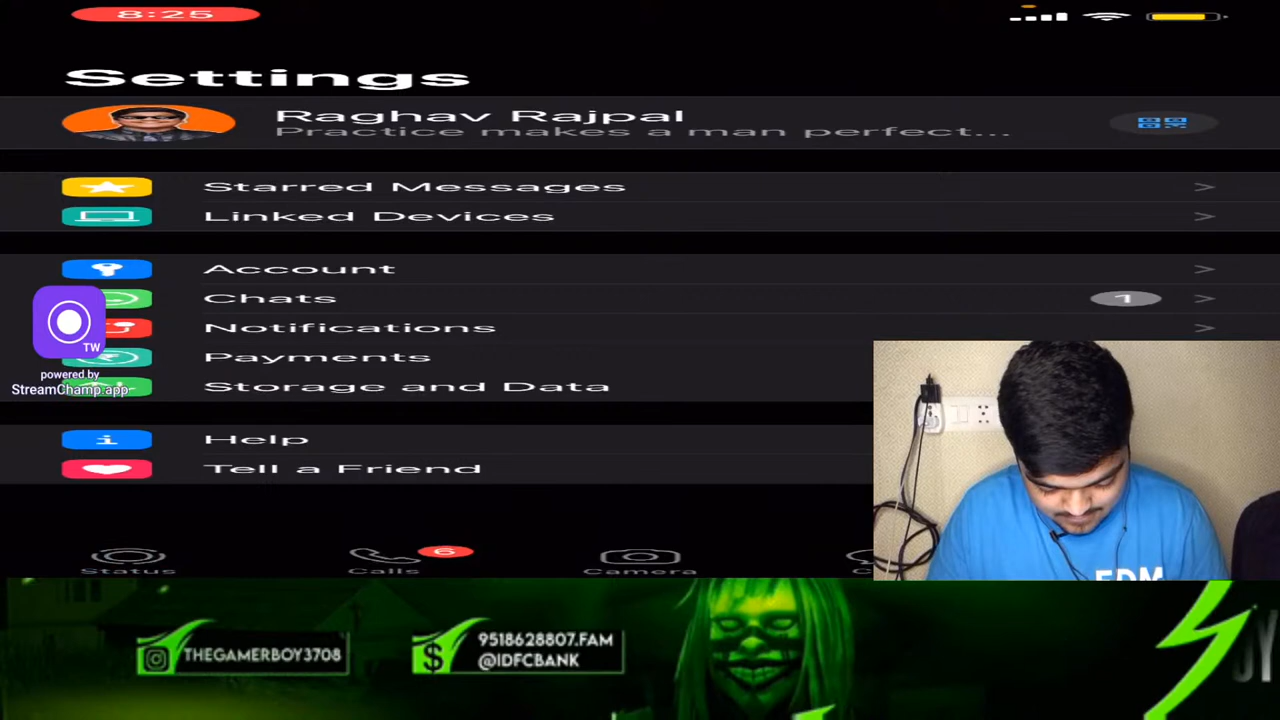 8:25
Settings
Raghav Rajpal
Practice makes a man perfect...
Starred Messages
Linked Devices
Account
Chats
1
Notifications
Payments
Storage and Data
TW
powered by
StreamChamp.app
Help
Tell a Friend
6
Status
Calls
Camera
EDM
THEGAMERBOY3708
$
9518628807.FAM
@IDFCBANK